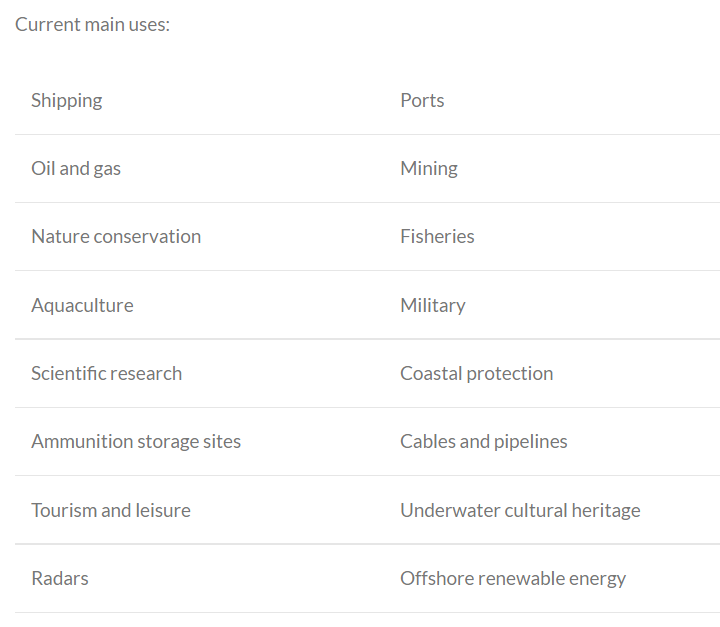 Current main uses:
Shipping Ports
Oil and gas Mining
Nature conservation Fisheries
Aquaculture Military
Scientific research Coastal protection
Ammunition storage sites Cables and pipelines
Tourism and leisure Underwater cultural heritage
Radars Offshore renewable energy